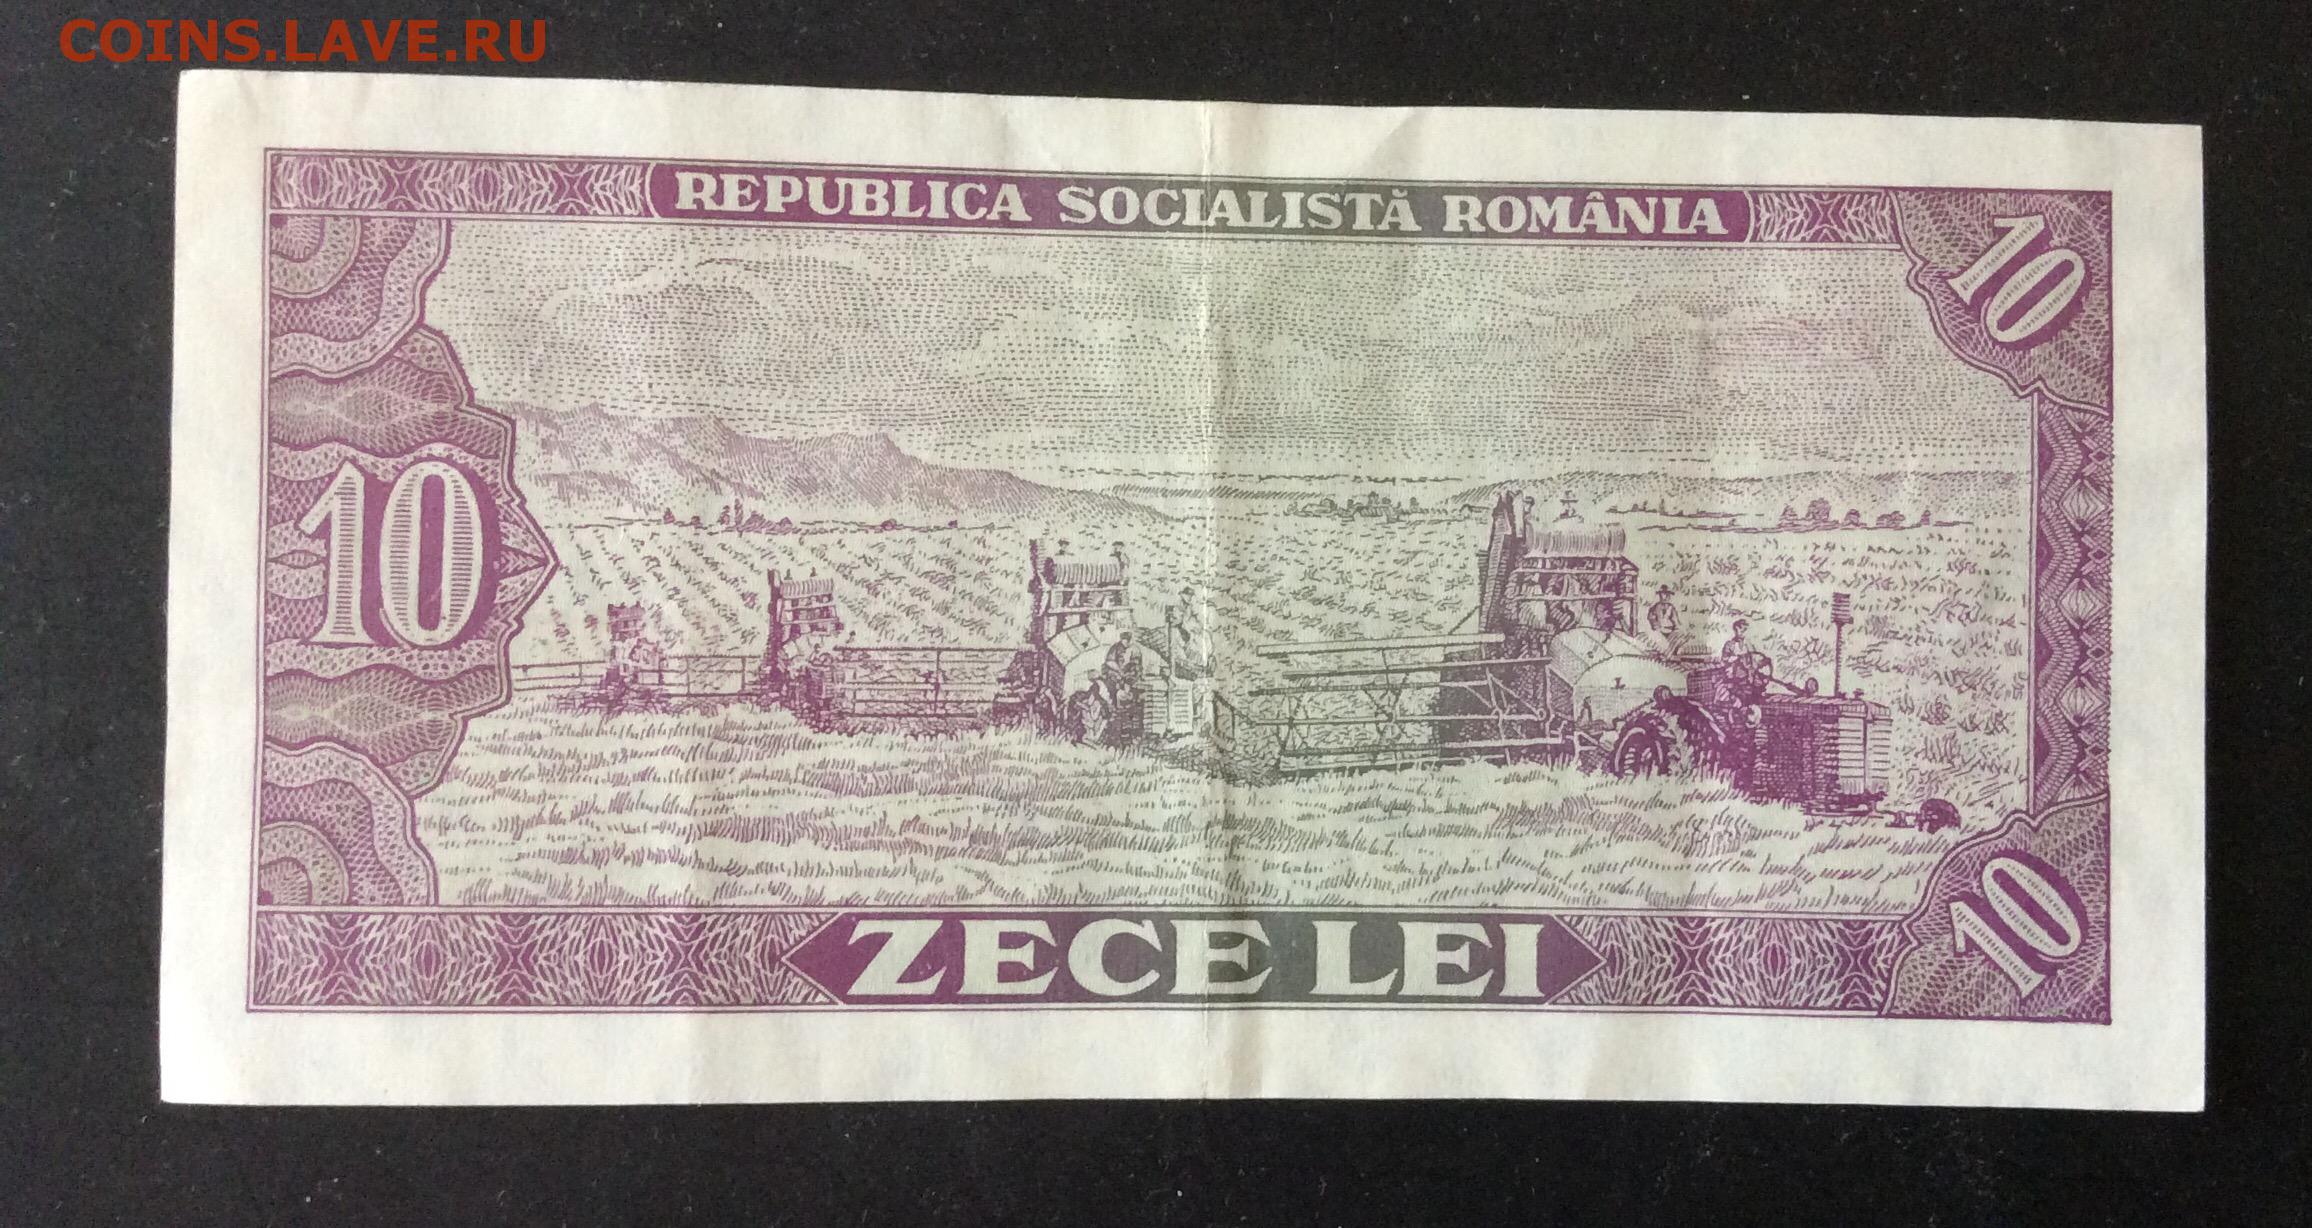 COINS.LAVE.RU
REPUBLICA SOCIALISTĂ ROMÂNIA
10
10
10
ZECE LEI